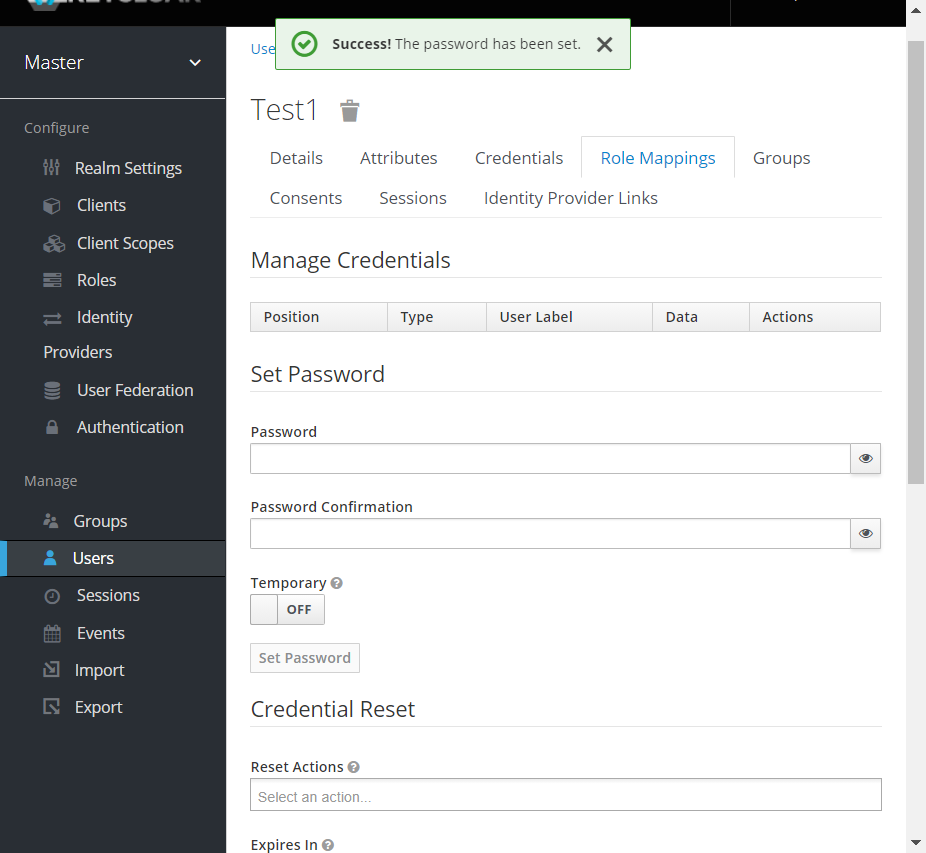 Success! The password has been set.
Use
Master
Test1
Configure
Realm Settings
Clients
Client Scopes
Roles
Identity
Providers
User Federation
Authentication
Manage
Groups
Users
Sessions
Events
Import
Export
Details Attributes Credentials Role Mappings Groups
Consents Sessions Identity Provider Links
Manage Credentials
Position Type User Label Data Actions
Set Password
Password
Password Confirmation
Temporary
OFF
Set Password
Credential Reset
Reset Actions
Select an action...
Expires In